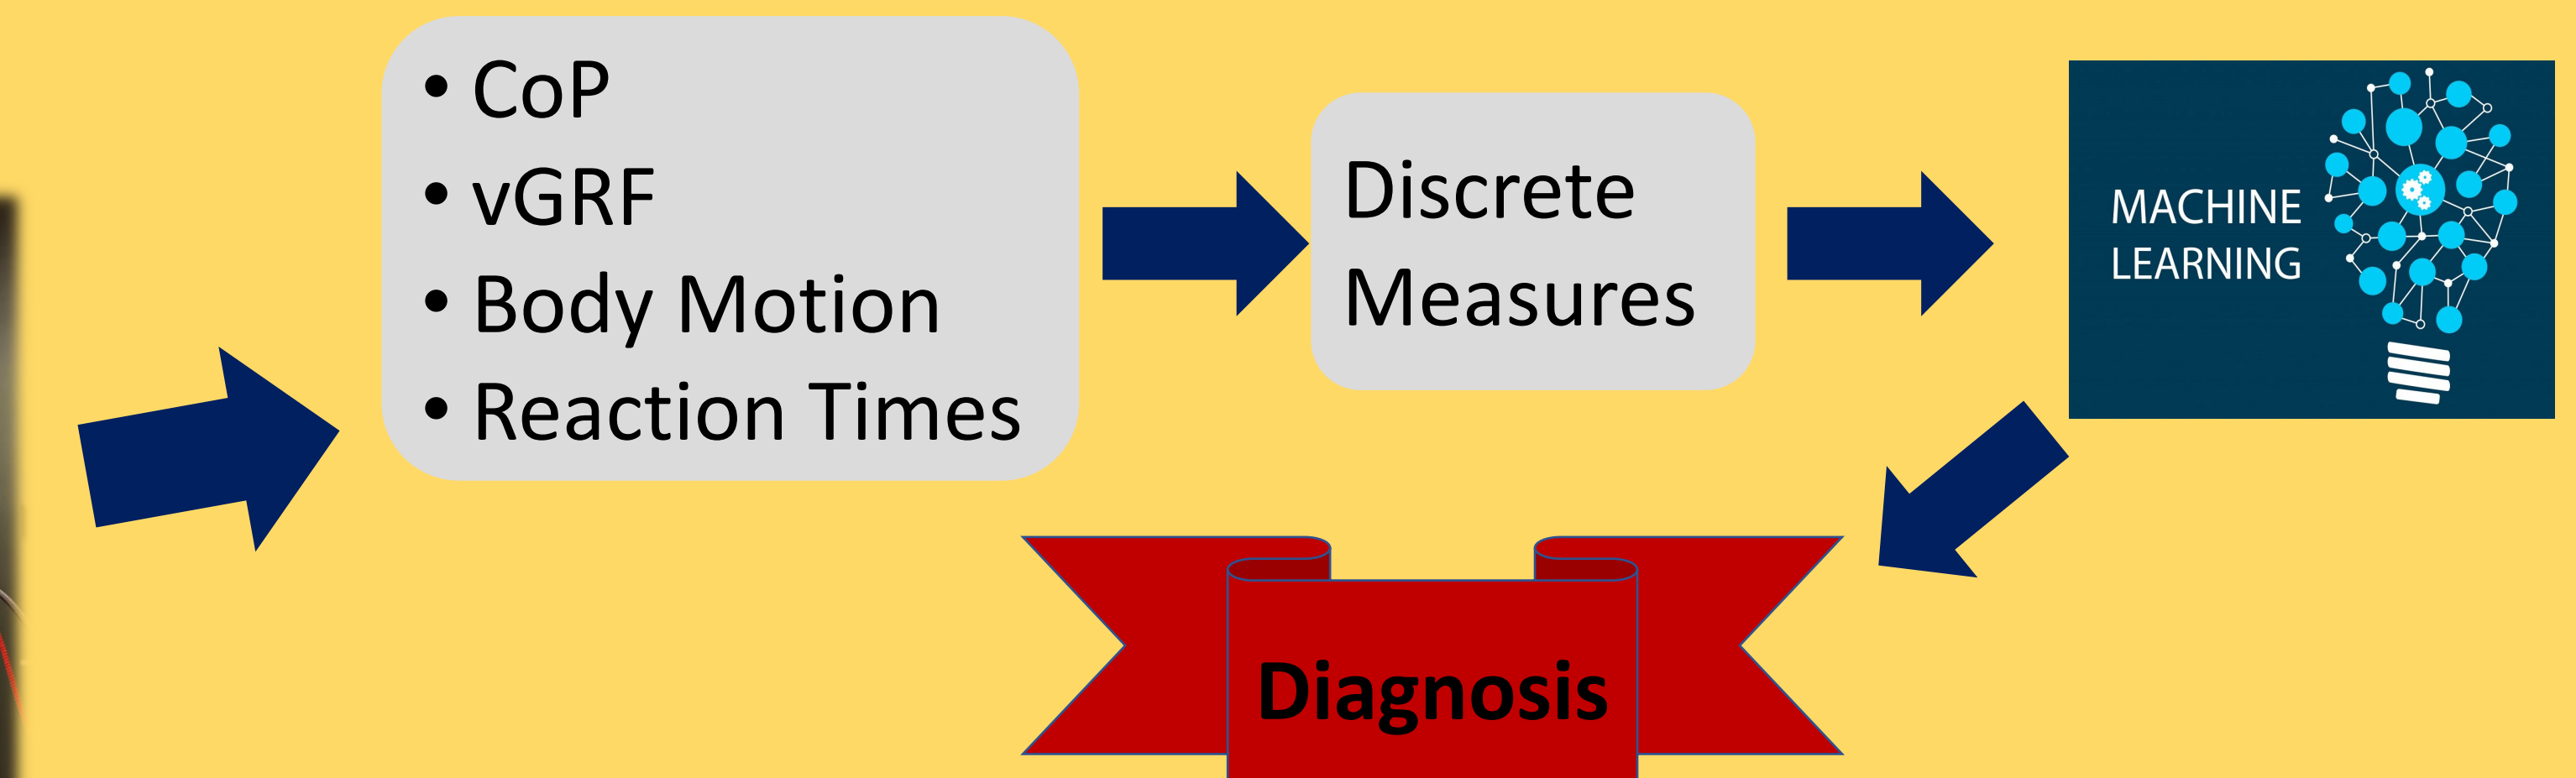 • CoP
• vGRF
• Body Motion
• Reaction Times
Discrete
Measures
MACHINE
LEARNING
Diagnosis